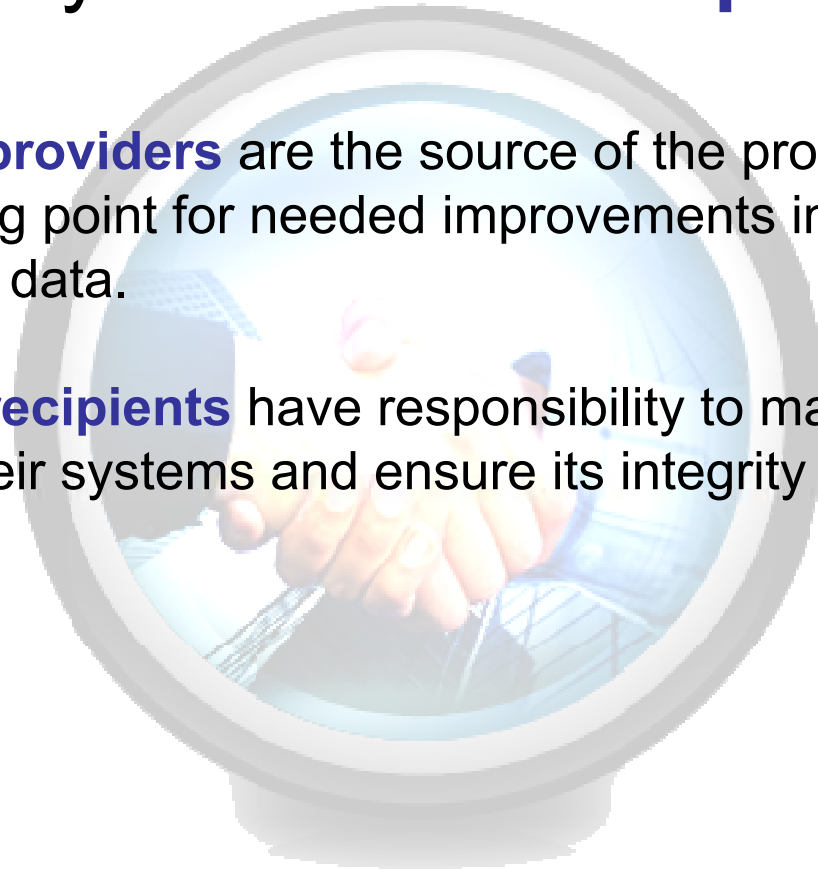 providers are the source of the pro
g point for needed improvements in
data.
recipients have responsibility to ma
eir systems and ensure its integrity